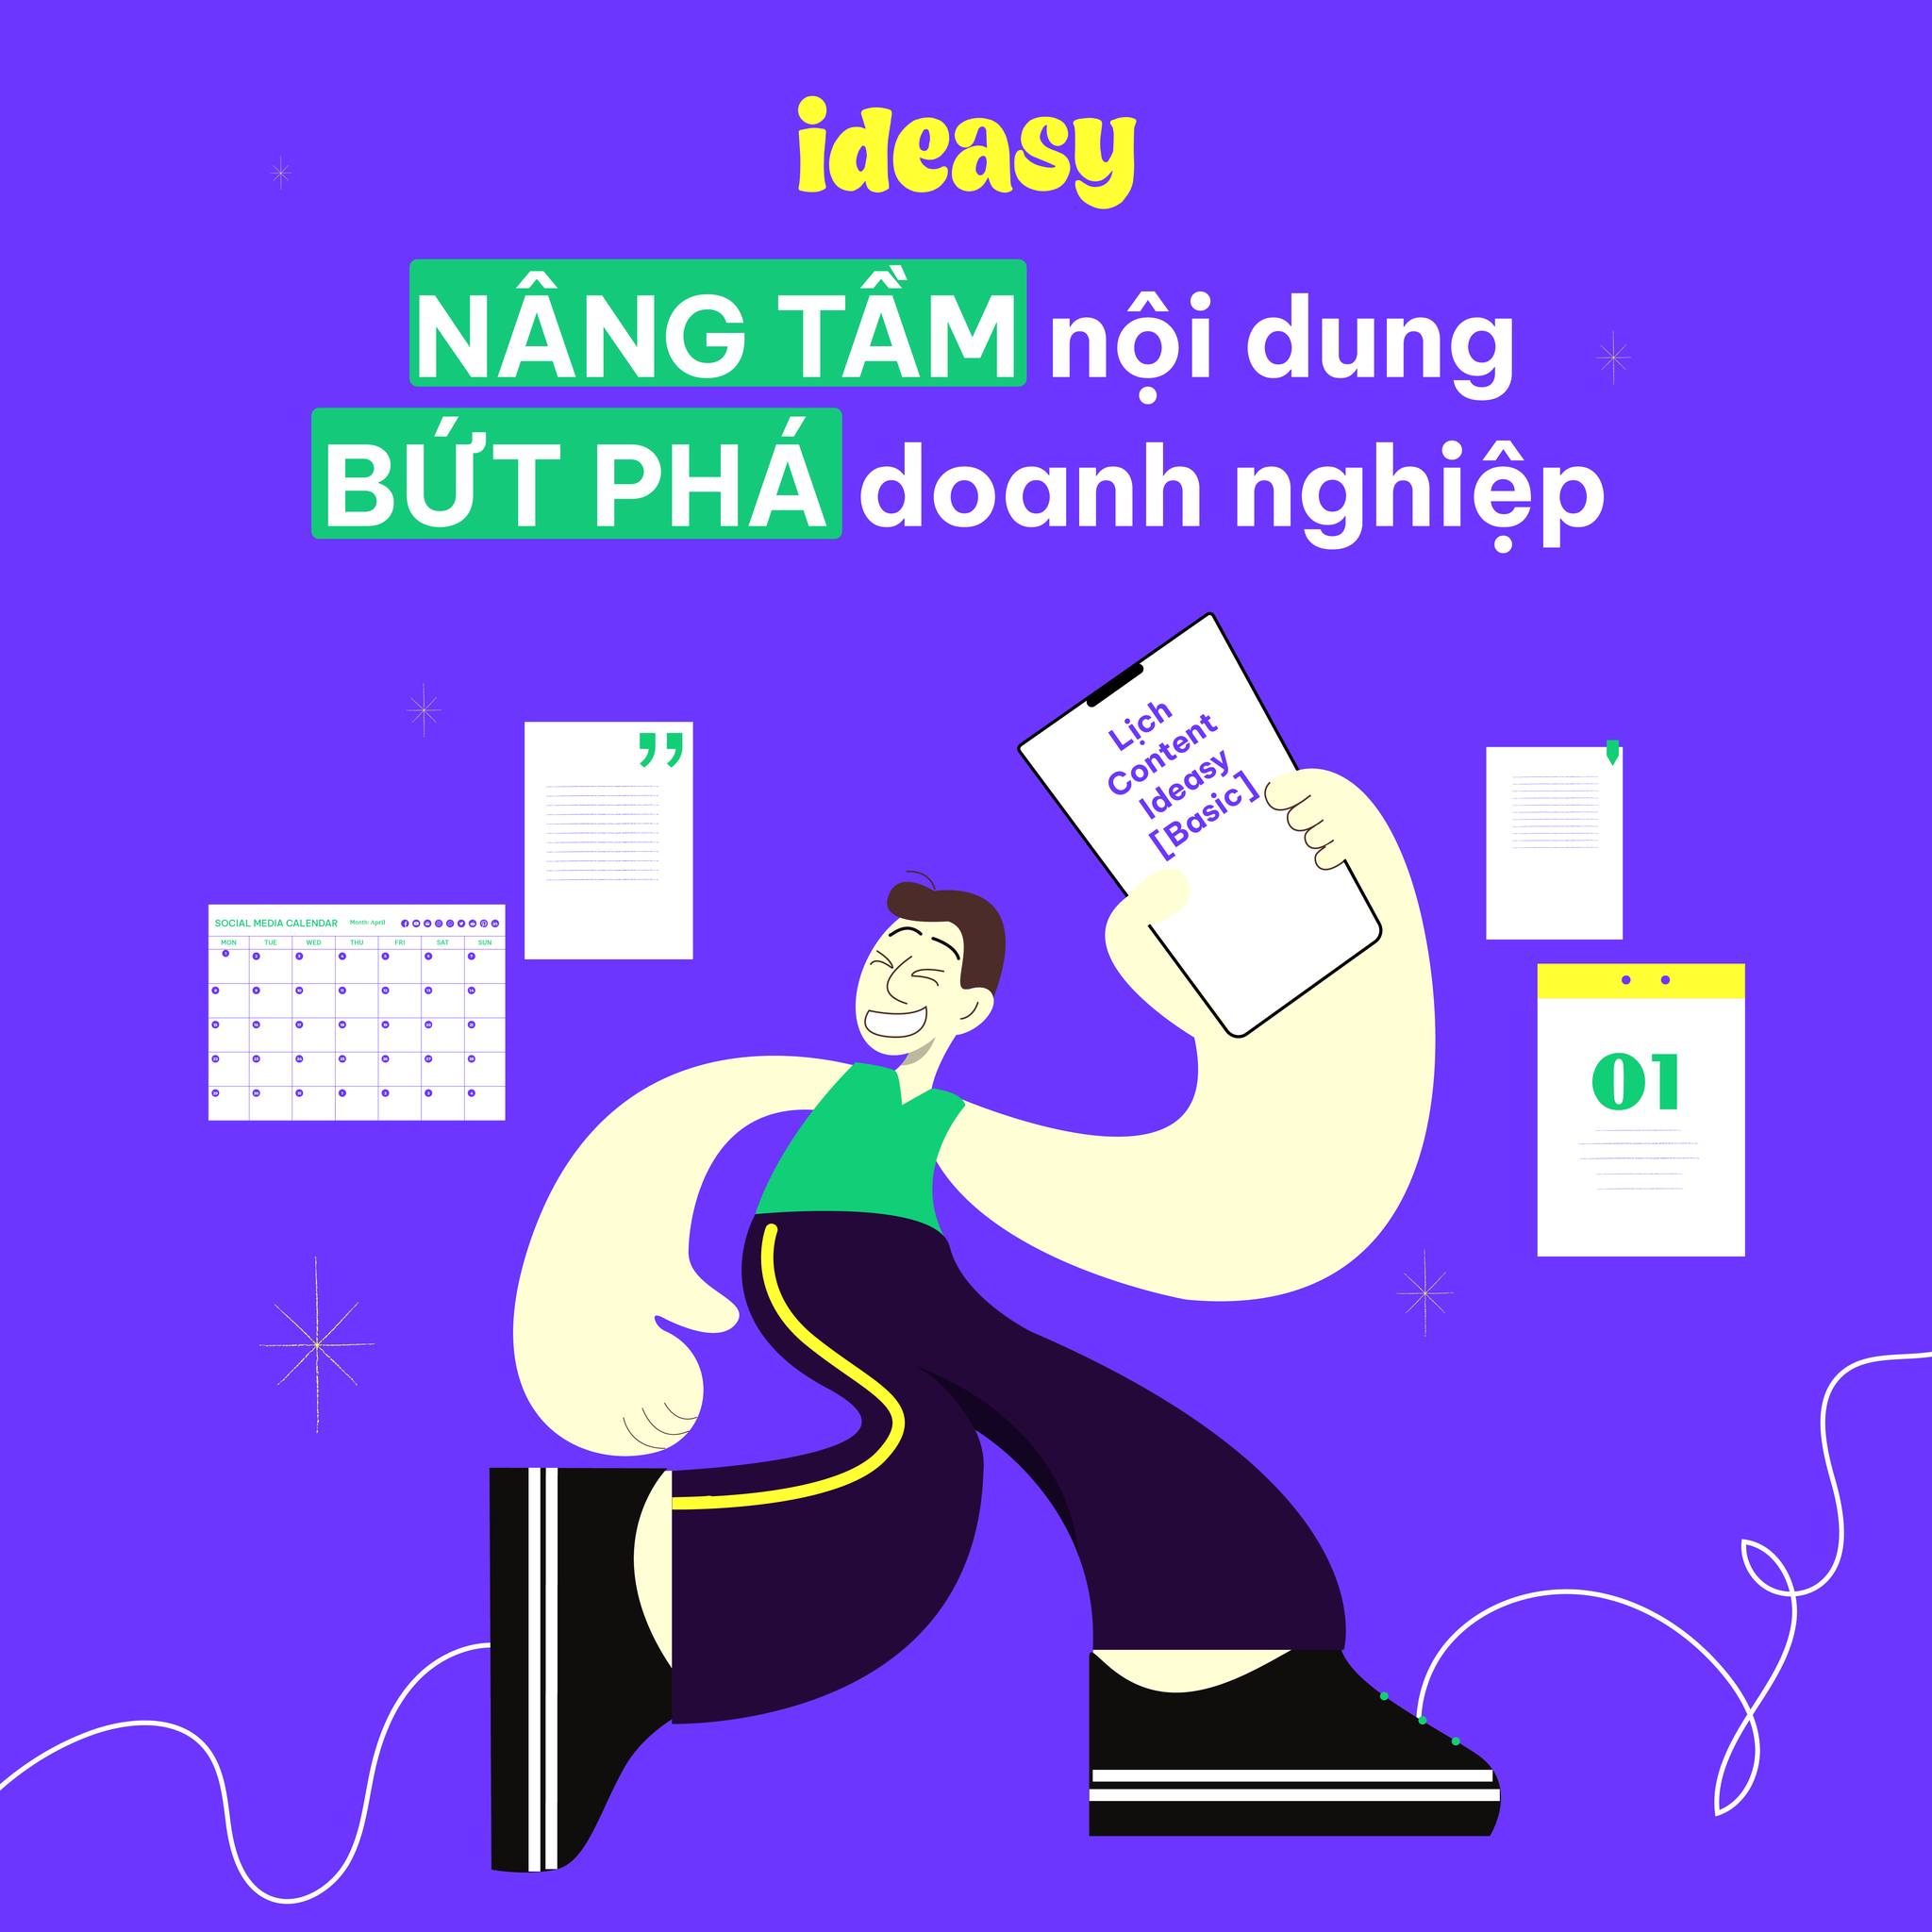 ideasy
NÂNG TẦM nội dung
BỨT PHÁ doanh nghiệp
Lịch
Content
Ideasy
[Basic]
SOCIAL MEDIA CALENDAR Month: April
MON TUE WED THU FRI SAT SUN
01